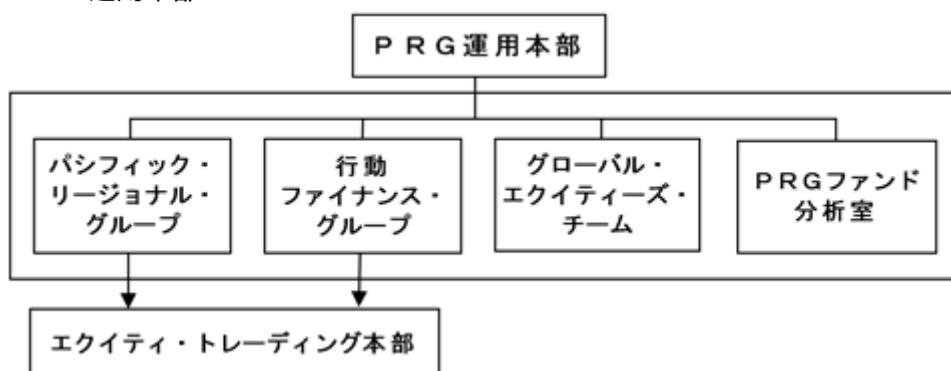 ＰＲＧ運用本部
パシフィック・
リージョナル・
グループ
行動
ファイナンス・
グループ
グローバル・
エクイティーズ・
チーム
ＰＲＧファンド
分析室
エクイティ・トレーディング本部